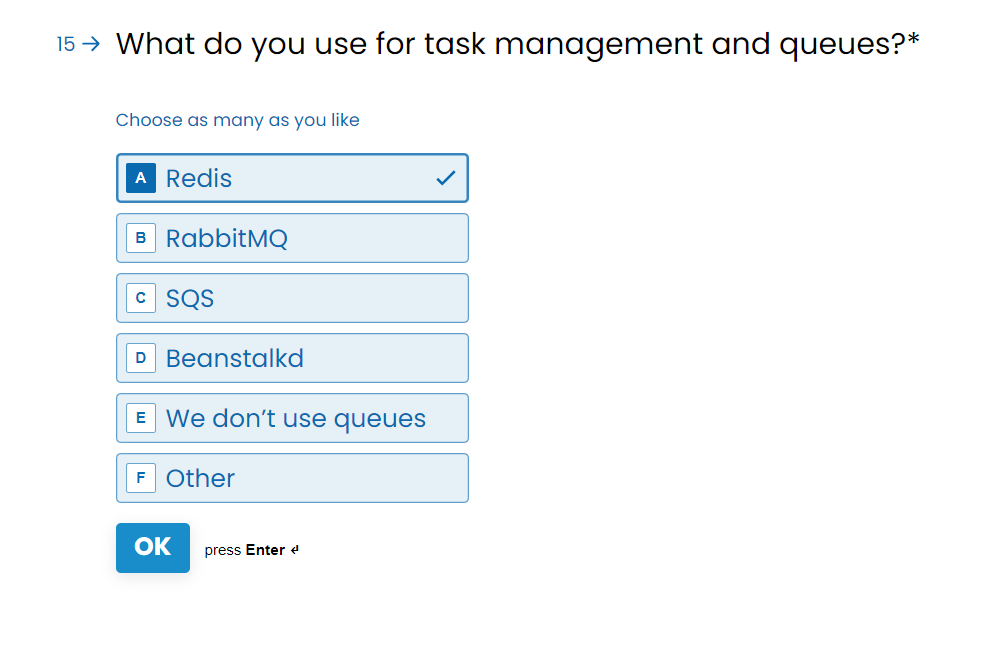 15 → What do you use for task management and queues?*
Choose as many as you like
A Redis
B RabbitMQ
C SQS
D Beanstalkd
E We don’t use queues
F Other
OK press Enter ↵